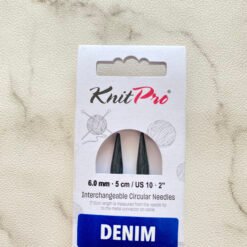 KnitPro®
6.0 mm · 5 cm / US 10 · 2"
Interchangeable Circular Needles
DENIM